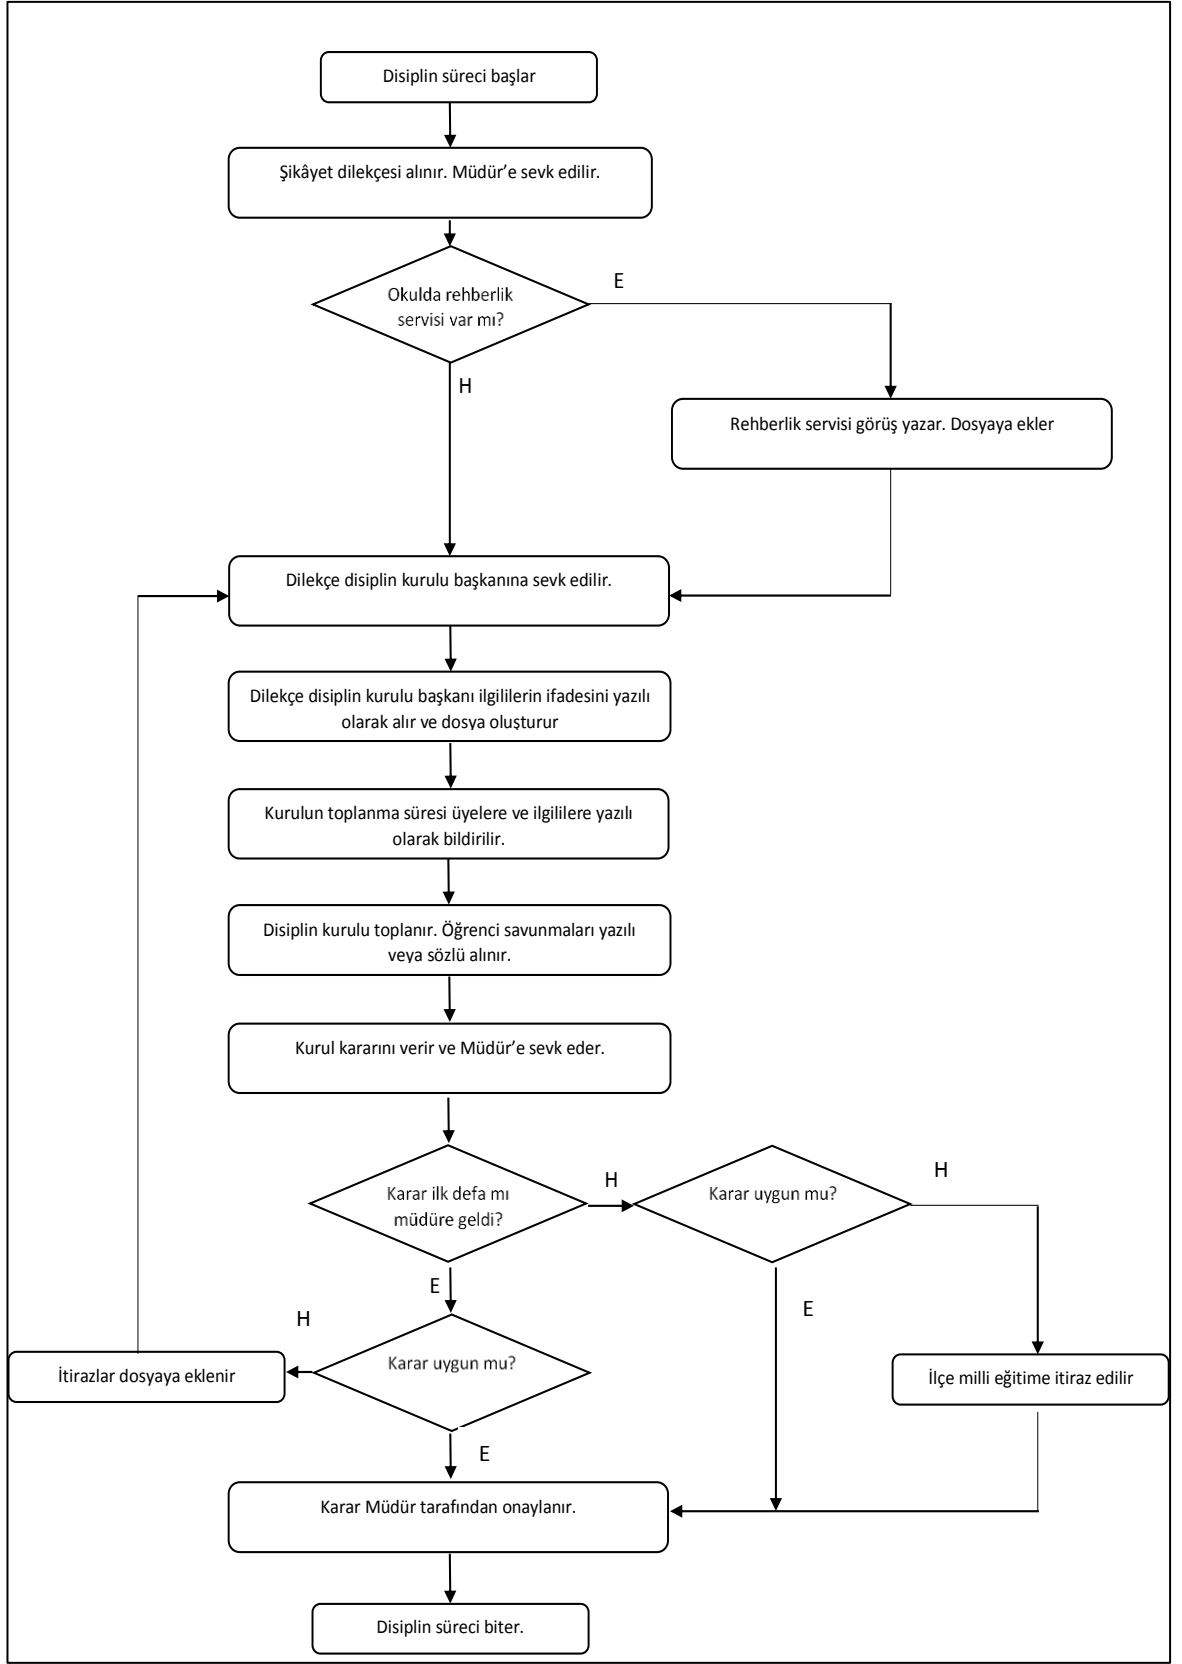 Disiplin süreci başlar
Şikâyet dilekçesi alınır. Müdür’e sevk edilir.
E
Okulda rehberlik
servisi var mı?
H
Rehberlik servisi görüş yazar. Dosyaya ekler
Dilekçe disiplin kurulu başkanına sevk edilir.
Dilekçe disiplin kurulu başkanı ilgililerin ifadesini yazılı
olarak alır ve dosya oluşturur
Kurulun toplanma süresi üyelere ve ilgililere yazılı
olarak bildirilir.
Disiplin kurulu toplanır. Öğrenci savunmaları yazılı
veya sözlü alınır.
Kurul kararını verir ve Müdür’e sevk eder.
Karar ilk defa mı
müdüre geldi?
H
Karar uygun mu?
H
E
E
H
Karar uygun mu?
İtirazlar dosyaya eklenir
İlçe milli eğitime itiraz edilir
E
Karar Müdür tarafından onaylanır.
Disiplin süreci biter.